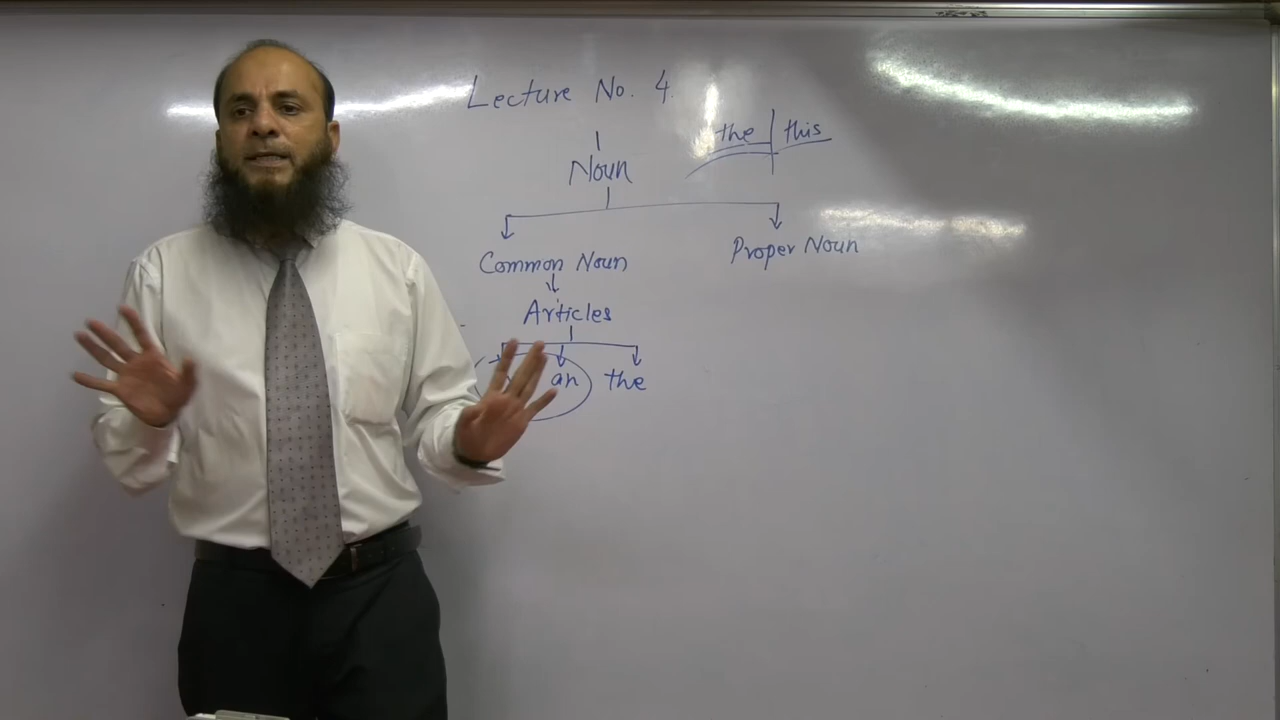 Lecture No. 4.
the | this
Noun
Common Noun Proper Noun
Articles
an the